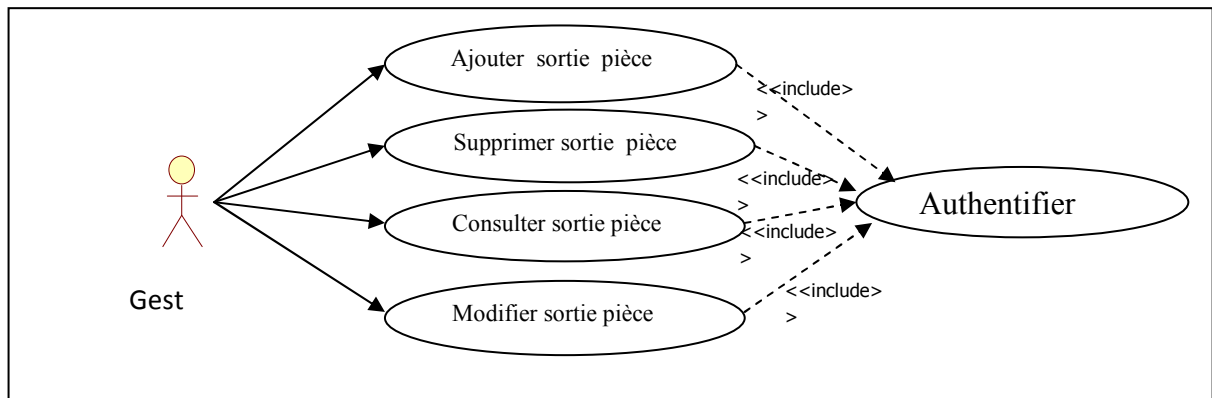 Ajouter sortie pièce
<<include>
>
Supprimer sortie pièce
<<include>
>
Consulter sortie pièce
<<include>
>
Modifier sortie pièce
<<include>
>
Authentifier
Gest